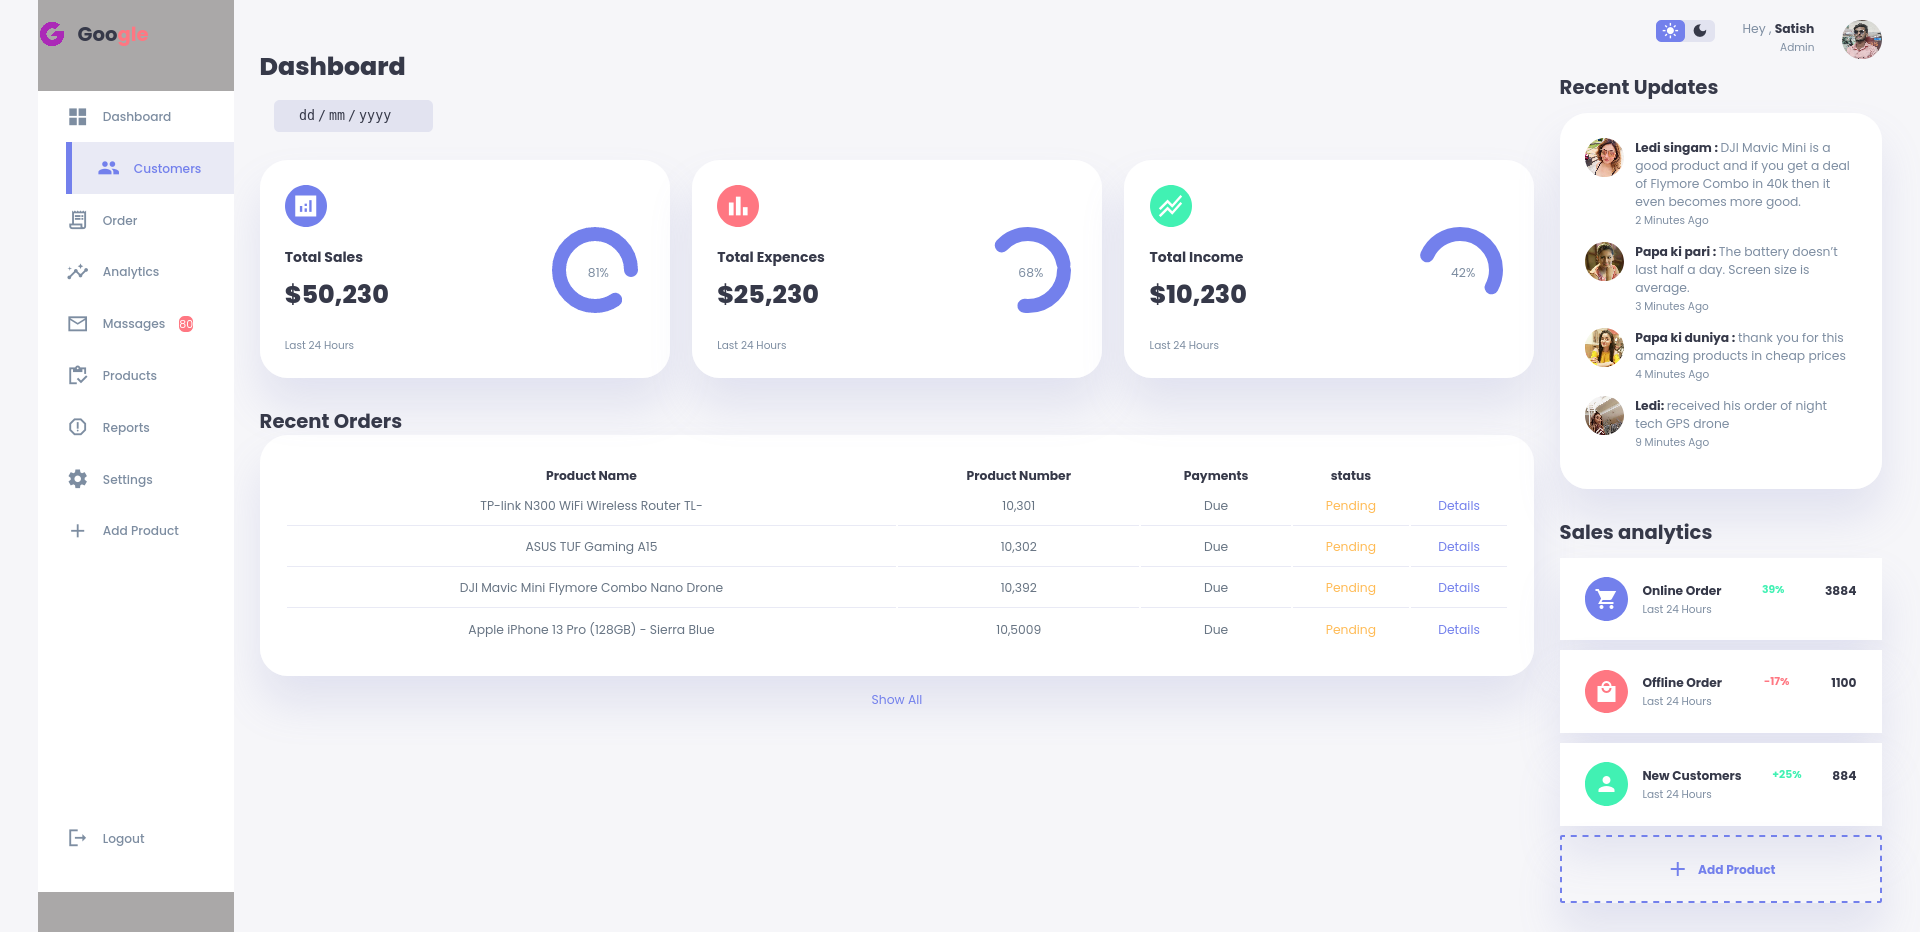 Google
Dashboard
Customers
Order
Analytics
Massages 80
Products
Reports
Settings
Add Product
Logout
Dashboard
dd/mm/yyyy
Total Sales
$50,230
81%
Last 24 Hours
Total Expences
$25,230
68%
Last 24 Hours
Total Income
$10,230
42%
Last 24 Hours
Recent Orders
Product Name Product Number Payments status
TP-link N300 WiFi Wireless Router TL- 10,301 Due Pending Details
ASUS TUF Gaming A15 10,302 Due Pending Details
DJI Mavic Mini Flymore Combo Nano Drone 10,392 Due Pending Details
Apple iPhone 13 Pro (128GB) - Sierra Blue 10,5009 Due Pending Details
Show All
Hey , Satish
Admin
Recent Updates
Ledi singam : DJI Mavic Mini is a
good product and if you get a deal
of Flymore Combo in 40k then it
even becomes more good.
2 Minutes Ago
Papa ki pari : The battery doesn't
last half a day. Screen size is
average.
3 Minutes Ago
Papa ki duniya : thank you for this
amazing products in cheap prices
4 Minutes Ago
Ledi: received his order of night
tech GPS drone
9 Minutes Ago
Sales analytics
Online Order 39% 3884
Last 24 Hours
Offline Order -17% 1100
Last 24 Hours
New Customers +25% 884
Last 24 Hours
Add Product